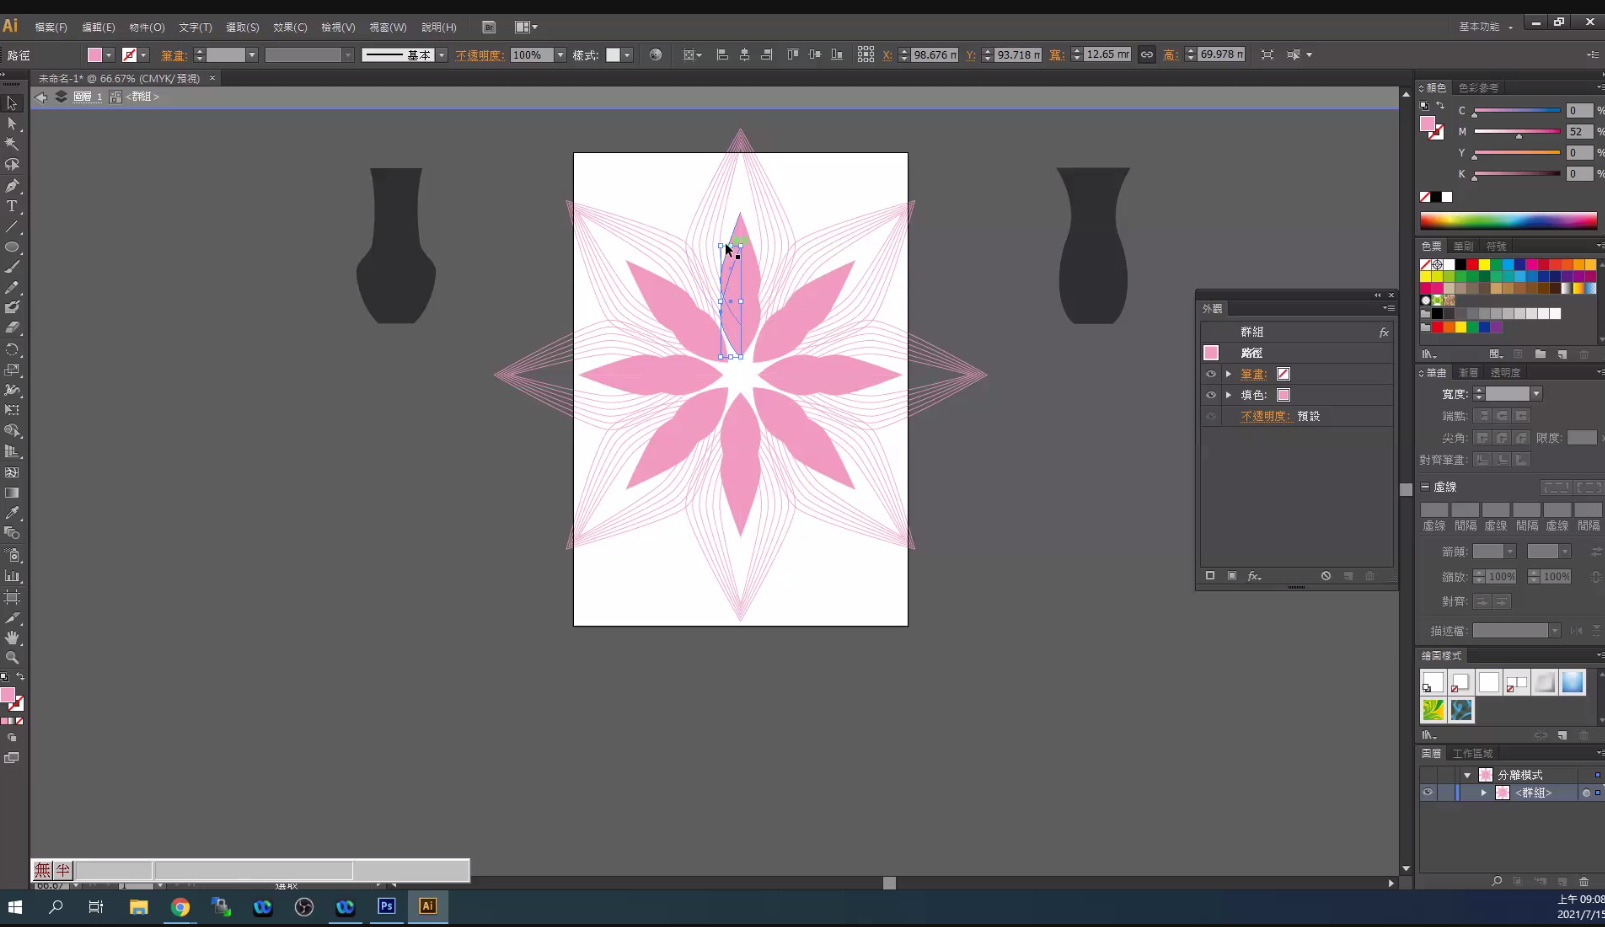 Ai 檔案(F) 編輯(E) 物件(O) 文字(T) 選取(S) 效果(C) 檢視(V) 視窗(W) 說明(H) Br 基本功能
路徑 筆畫: 基本 不透明度: 100% 樣式: X: 98.676 m Y: 93.718 m 寬: 12.65 mr 高: 69.978 m
未命名-1* @ 66.67% (CMYK/預視) ×
圖層 1 <群組>
顏色 色彩參考
C 0 %
M 52 %
Y 0 %
K 0 %
色票 筆刷 符號
外觀
群組 fx
路徑
筆畫:
填色:
不透明度: 預設
fx
筆畫 漸層 透明度
寬度:
端點:
尖角: 限度:
對齊筆畫:
虛線
虛線 間隔 虛線 間隔 虛線 間隔
箭頭:
縮放: 100% 100%
對齊:
描述檔:
繪圖樣式
圖層 工作區域
分離模式
<群組>
無 半
66.67 1 選取
Ps Ai
上午 09:08
2021/7/15